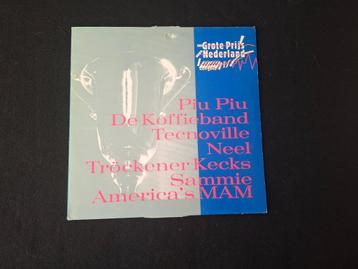 Grote Prijs
Nederland
Piu Piu
De Koffieband
Tecnoville
Neel
Tröckener Kecks
Sammie
America's MAM